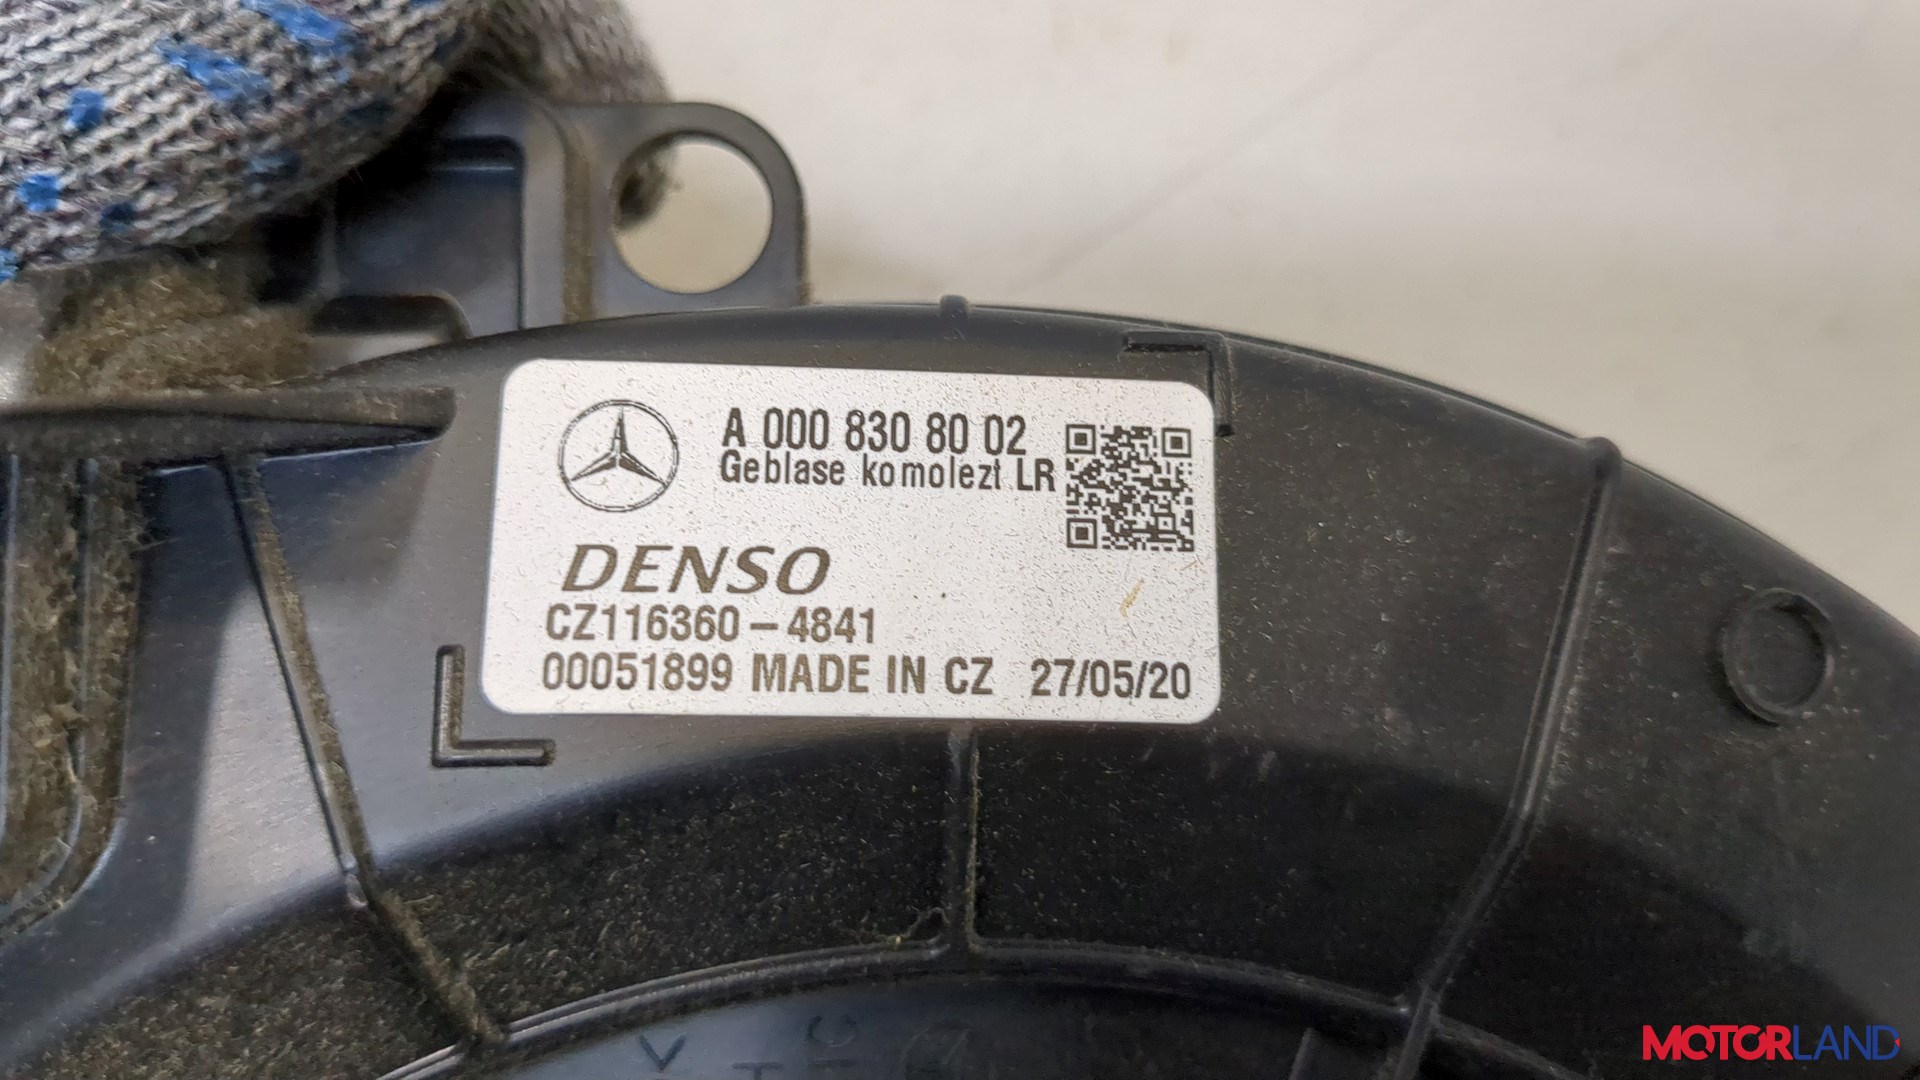 A 000 830 80 02
Geblase komolezt LR
DENSO
CZ116360-4841
00051899 MADE IN CZ 27/05/20
MOTORLAND